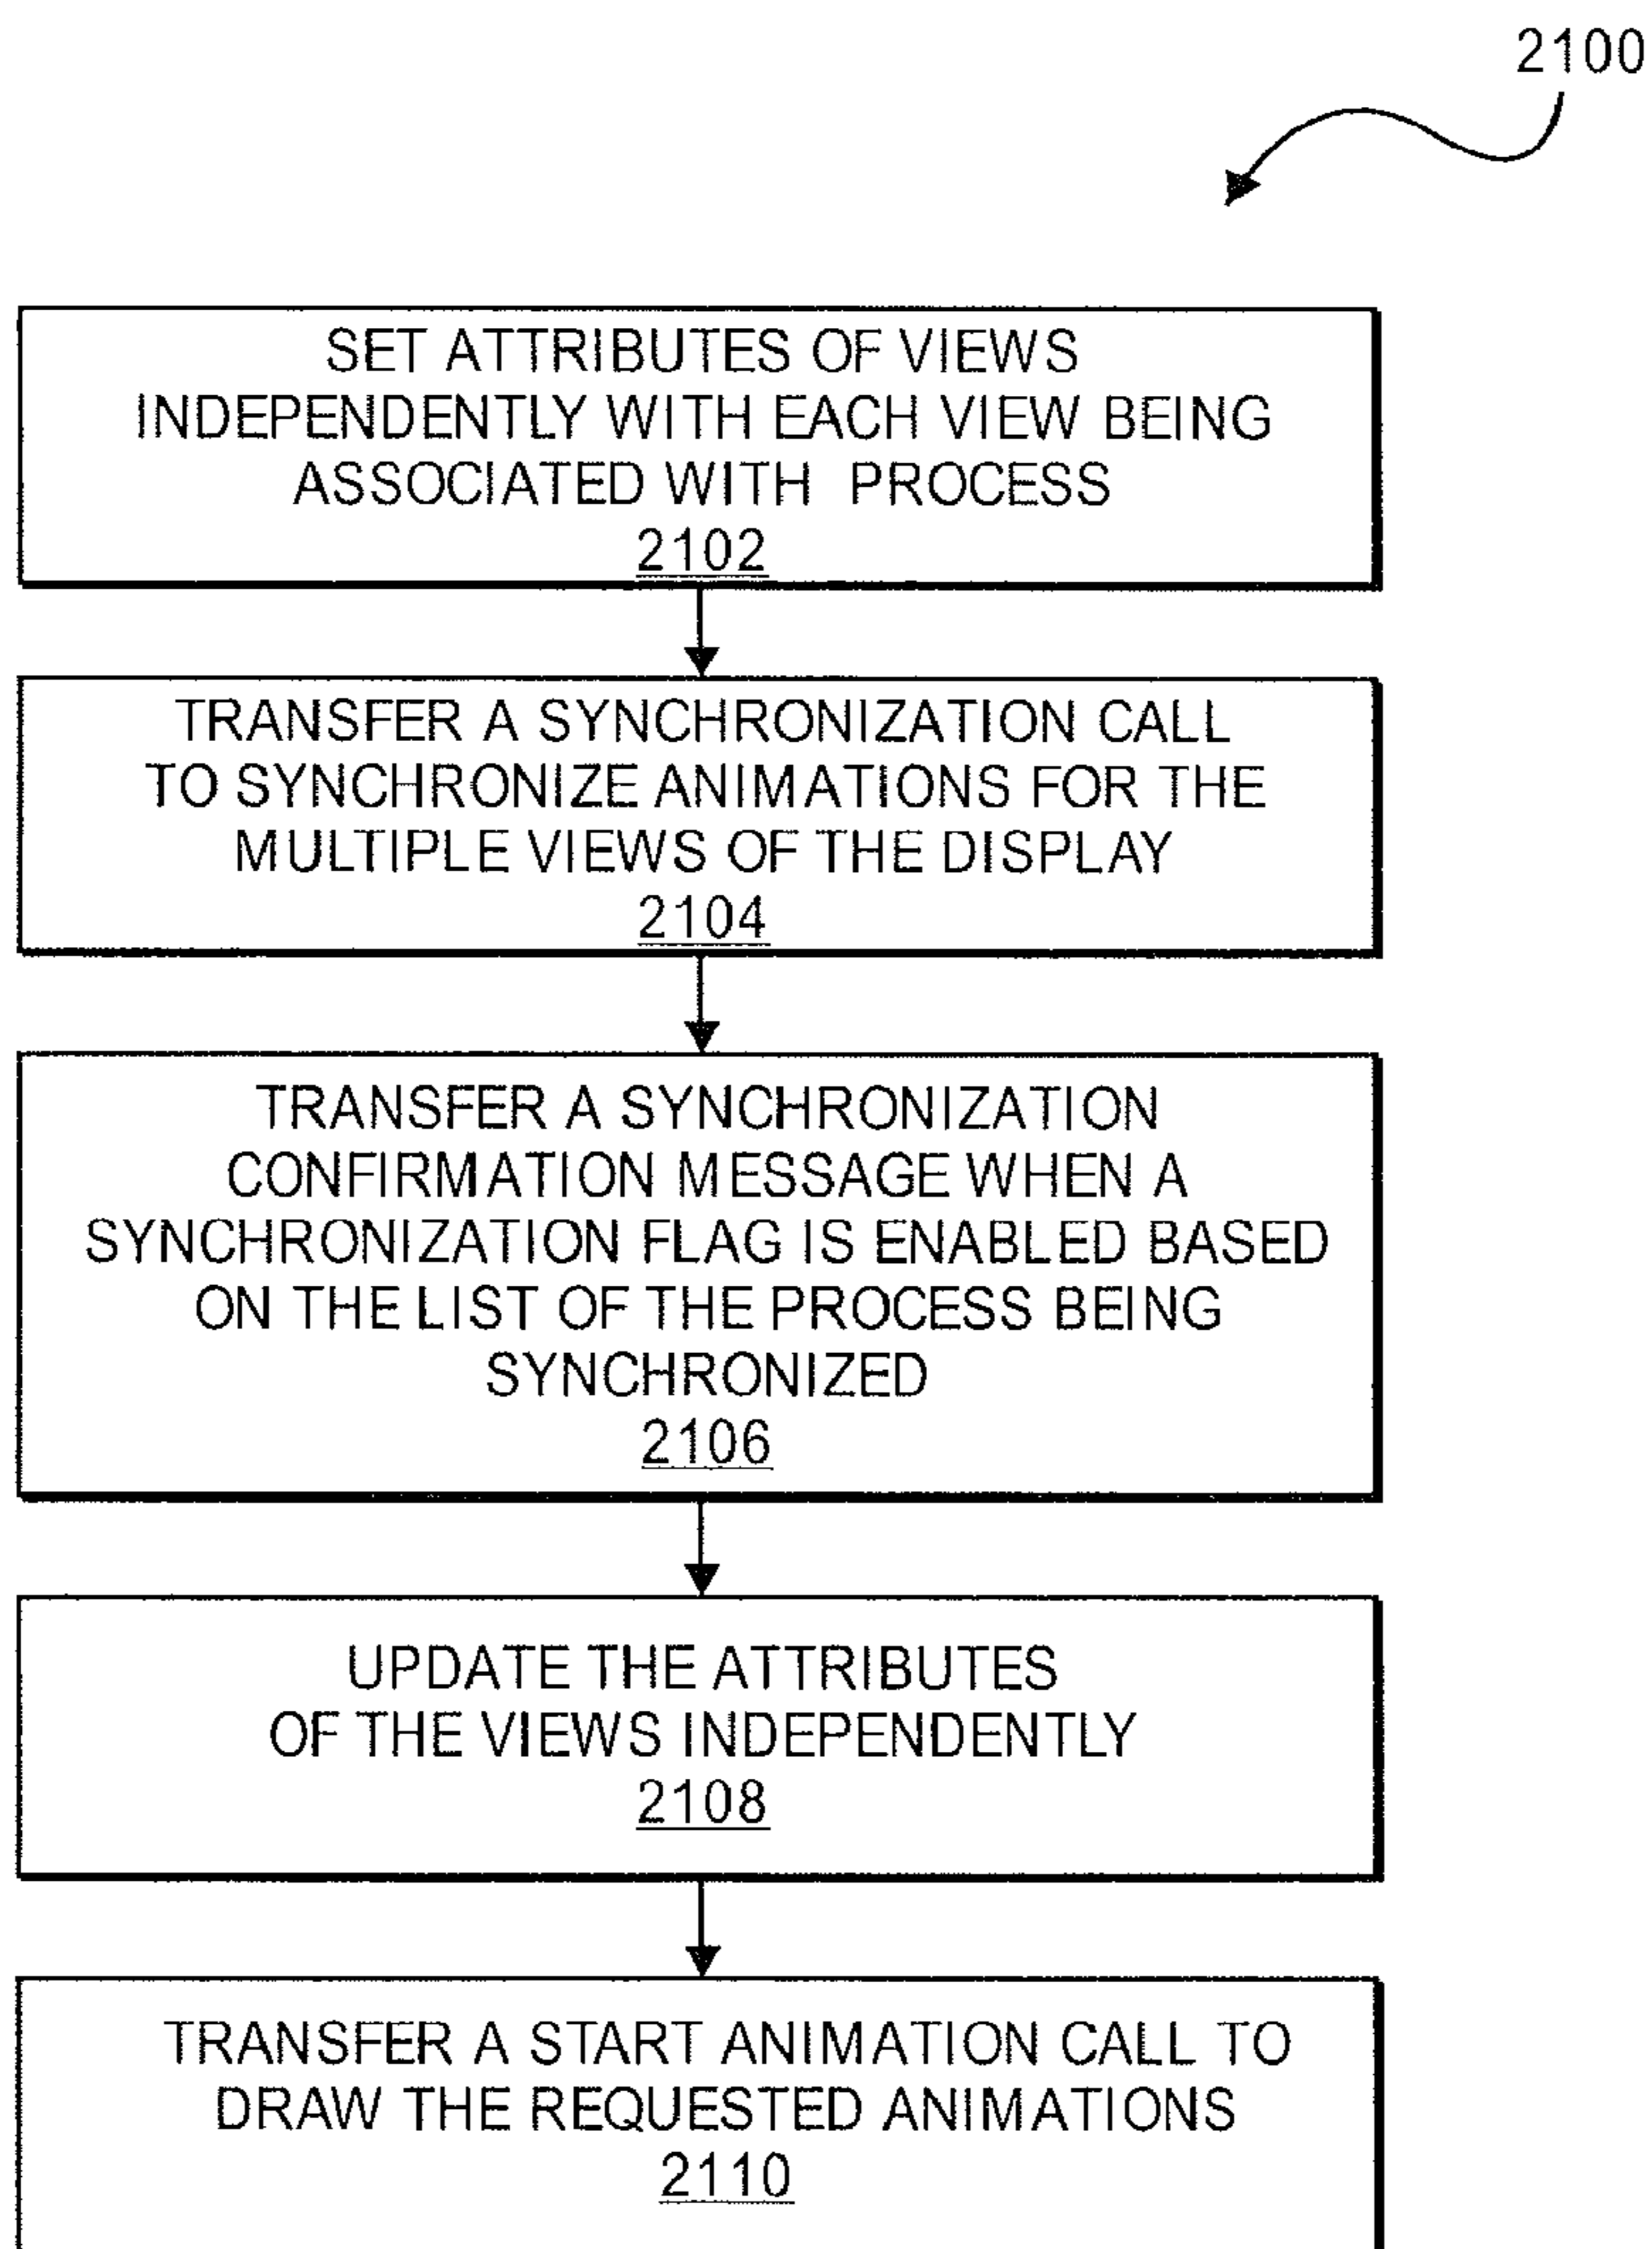 2100
SET ATTRIBUTES OF VIEWS
INDEPENDENTLY WITH EACH VIEW BEING
ASSOCIATED WITH PROCESS
2102
TRANSFER A SYNCHRONIZATION CALL
TO SYNCHRONIZE ANIMATIONS FOR THE
MULTIPLE VIEWS OF THE DISPLAY
2104
TRANSFER A SYNCHRONIZATION
CONFIRMATION MESSAGE WHEN A
SYNCHRONIZATION FLAG IS ENABLED BASED
ON THE LIST OF THE PROCESS BEING
SYNCHRONIZED
2106
UPDATE THE ATTRIBUTES
OF THE VIEWS INDEPENDENTLY
2108
TRANSFER A START ANIMATION CALL TO
DRAW THE REQUESTED ANIMATIONS
2110